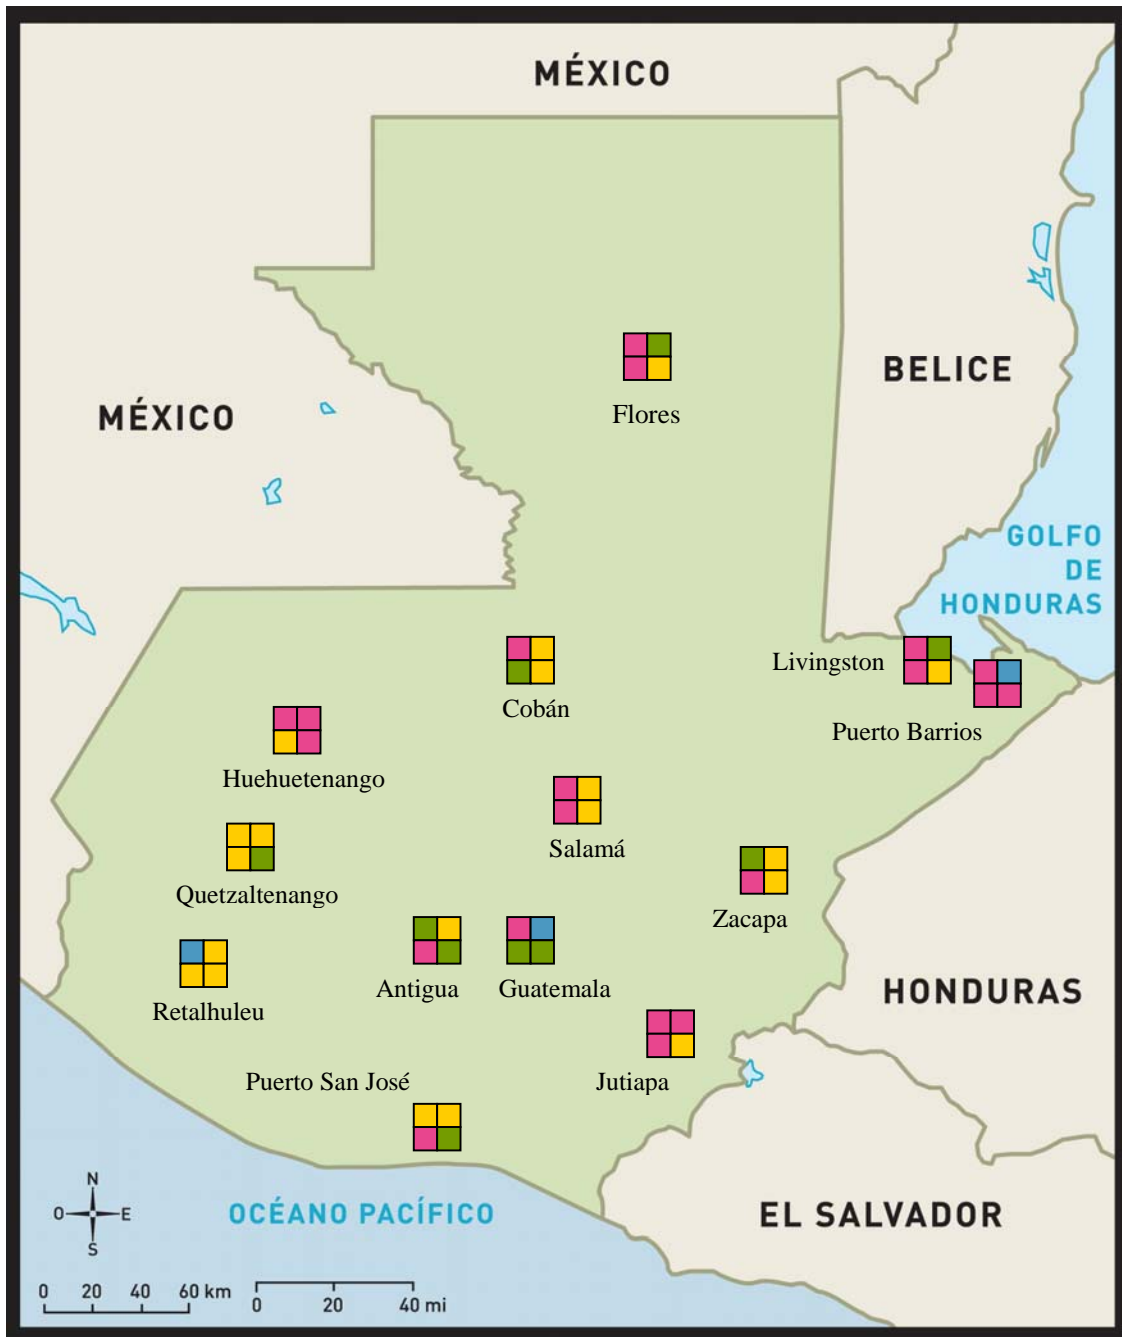 MÉXICO
BELICE
Flores
MÉXICO
GOLFO
DE
HONDURAS
Livingston
Cobán
Puerto Barrios
Huehuetenango
Salamá
Quetzaltenango
Zacapa
Antigua
Guatemala
Retalhuleu
HONDURAS
Puerto San José
Jutiapa
N
O
E
S
OCÉANO PACÍFICO
EL SALVADOR
0 20 40 60 km
0 20 40 mi